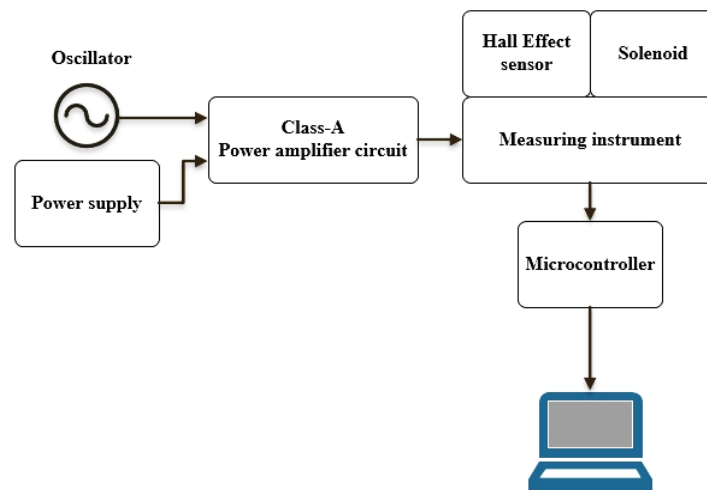 Oscillator
Power supply
Class-A
Power amplifier circuit
Hall Effect
sensor
Solenoid
Measuring instrument
Microcontroller